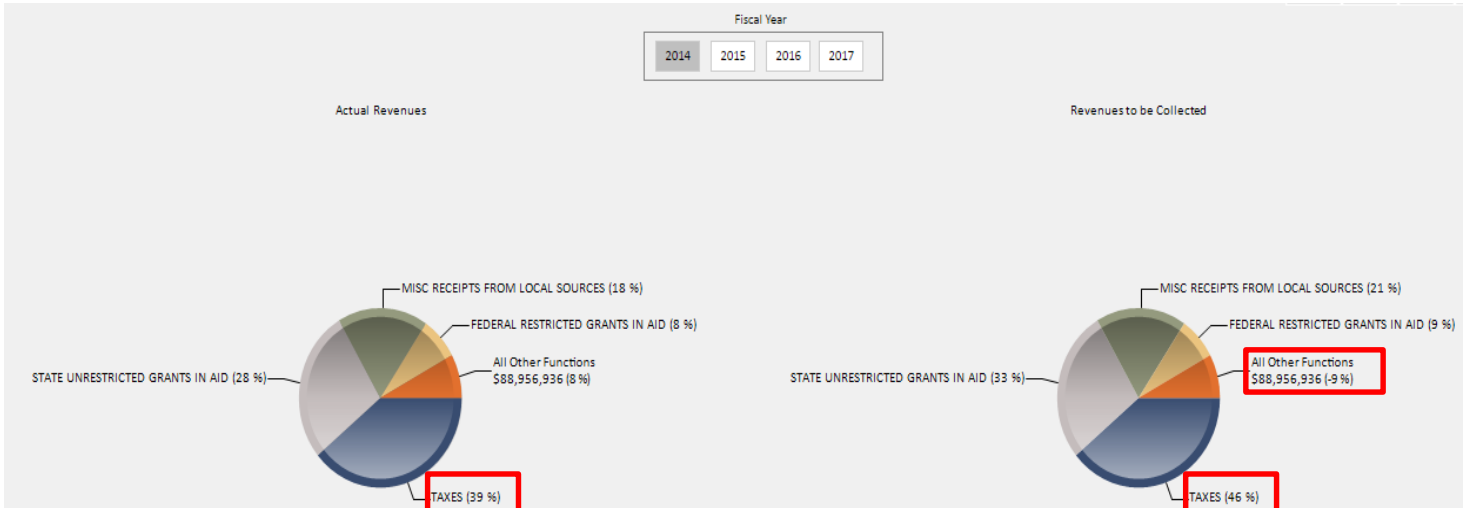 Fiscal Year
2014 2015 2016 2017
Actual Revenues
MISC RECEIPTS FROM LOCAL SOURCES (18 %)
FEDERAL RESTRICTED GRANTS IN AID (8 %)
All Other Functions
$88,956,936 (8 %)
STATE UNRESTRICTED GRANTS IN AID (28 %)
TAXES (39 %)
Revenues to be Collected
MISC RECEIPTS FROM LOCAL SOURCES (21 %)
FEDERAL RESTRICTED GRANTS IN AID (9 %)
All Other Functions
$88,956,936 (-9 %)
STATE UNRESTRICTED GRANTS IN AID (33 %)
TAXES (46 %)